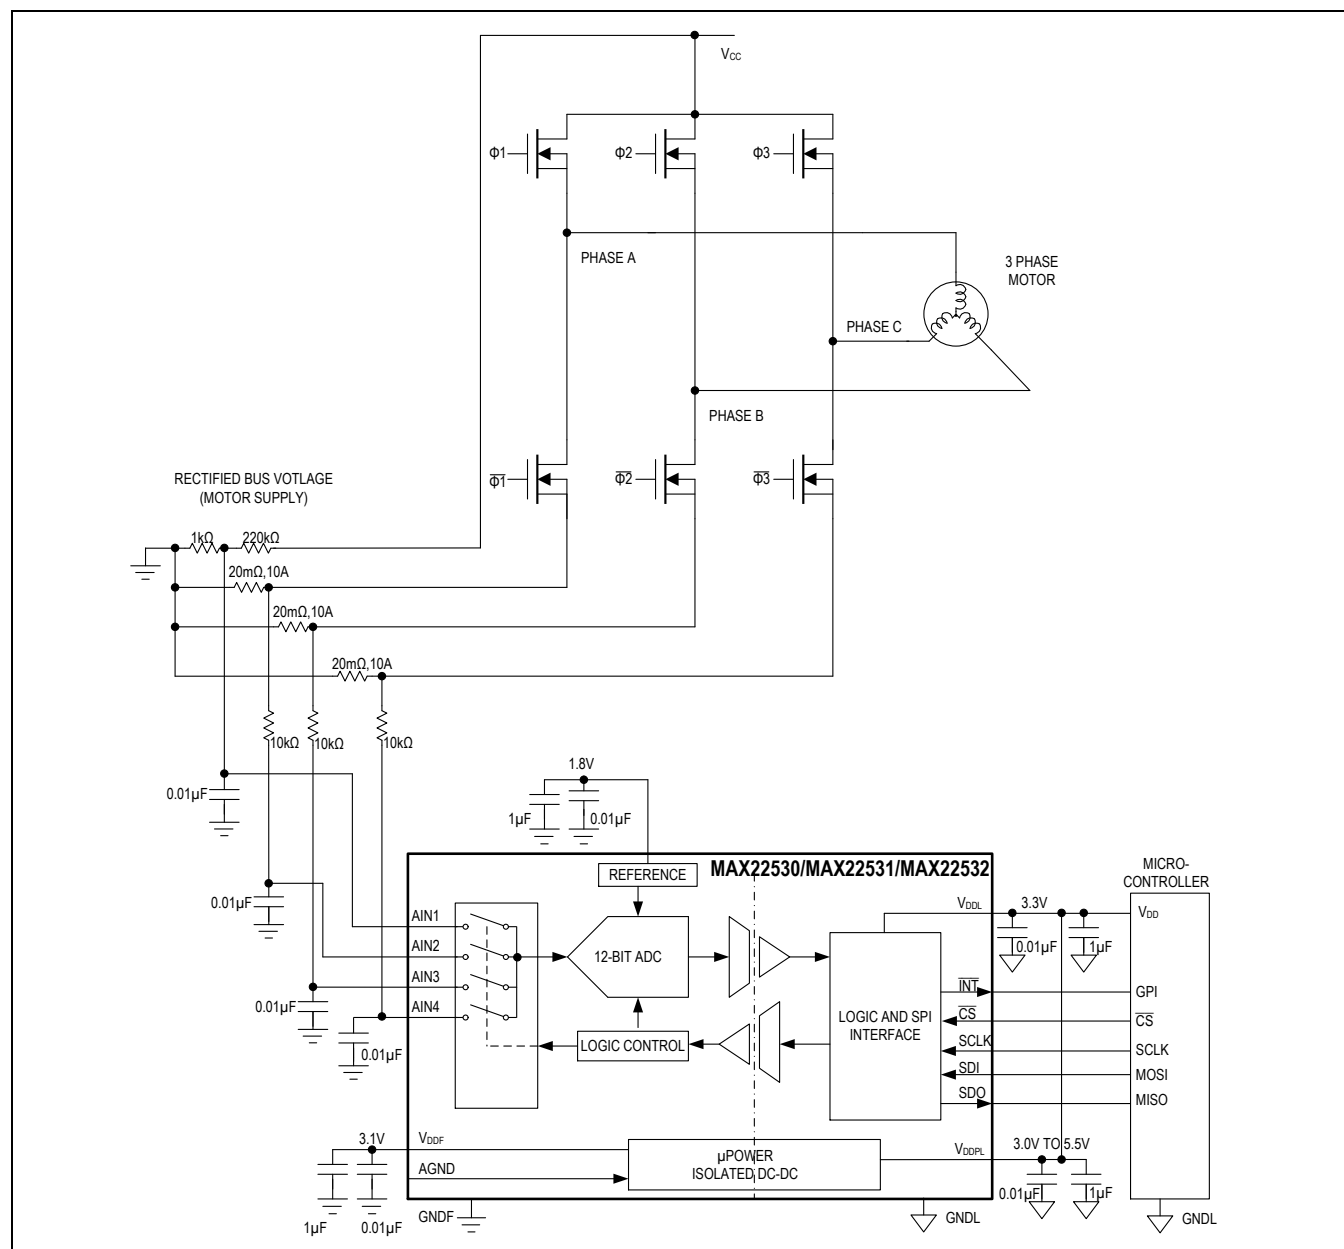 VCC
Φ1
Φ2
Φ3
PHASE A
3 PHASE
MOTOR
PHASE C
PHASE B
RECTIFIED BUS VOTLAGE
(MOTOR SUPPLY)
Φ1
Φ2
Φ3
1kΩ
220kΩ
20mΩ,10A
20mΩ,10A
20mΩ,10A
10kΩ
10kΩ
10kΩ
1.8V
0.01µF
1µF
0.01µF
MAX22530/MAX22531/MAX22532
MICRO-
CONTROLLER
REFERENCE
0.01µF
AIN1
VDDL
3.3V
VDD
AIN2
12-BIT ADC
0.01µF
1µF
AIN3
INT
GPI
0.01µF
AIN4
LOGIC AND SPI
INTERFACE
CS
CS
0.01µF
LOGIC CONTROL
SCLK
SCLK
SDI
MOSI
SDO
MISO
3.1V
VDDF
µPOWER
ISOLATED DC-DC
VDDPL
3.0V TO 5.5V
AGND
0.01µF
1µF
1µF
0.01µF
GNDF
GNDL
GNDL